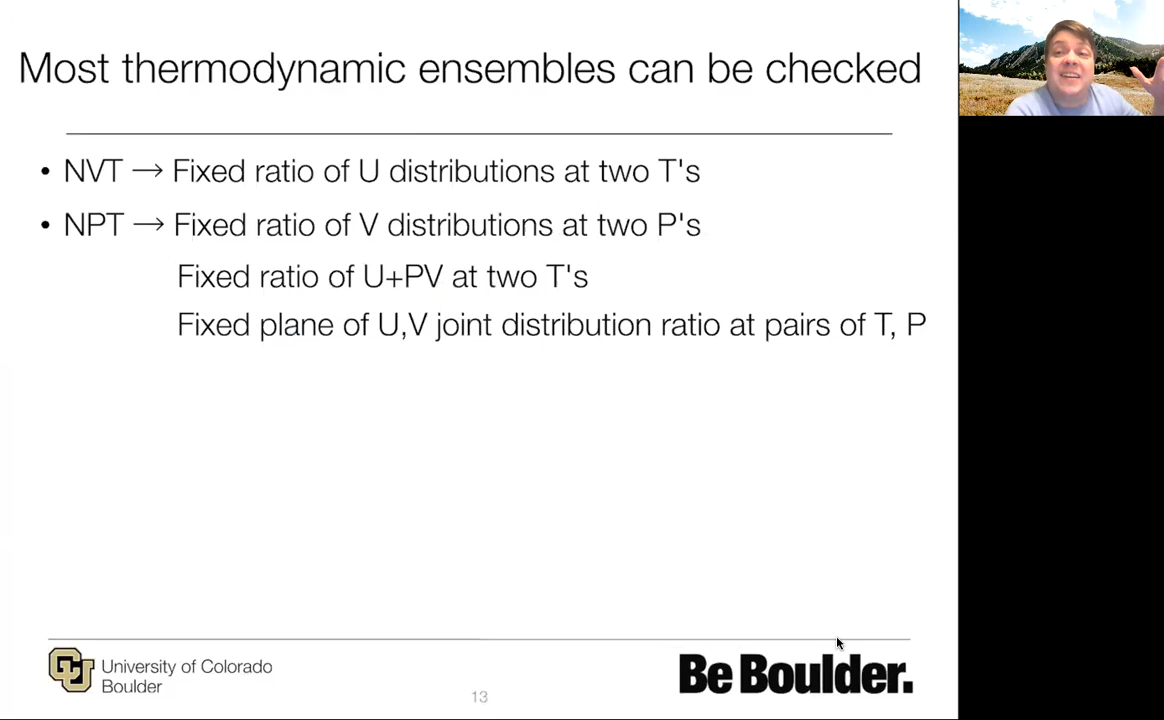 Most thermodynamic ensembles can be checked
• NVT → Fixed ratio of U distributions at two T's
• NPT → Fixed ratio of V distributions at two P's
Fixed ratio of U+PV at two T's
Fixed plane of U,V joint distribution ratio at pairs of T, P
CU
University of Colorado
Boulder
13
Be Boulder.